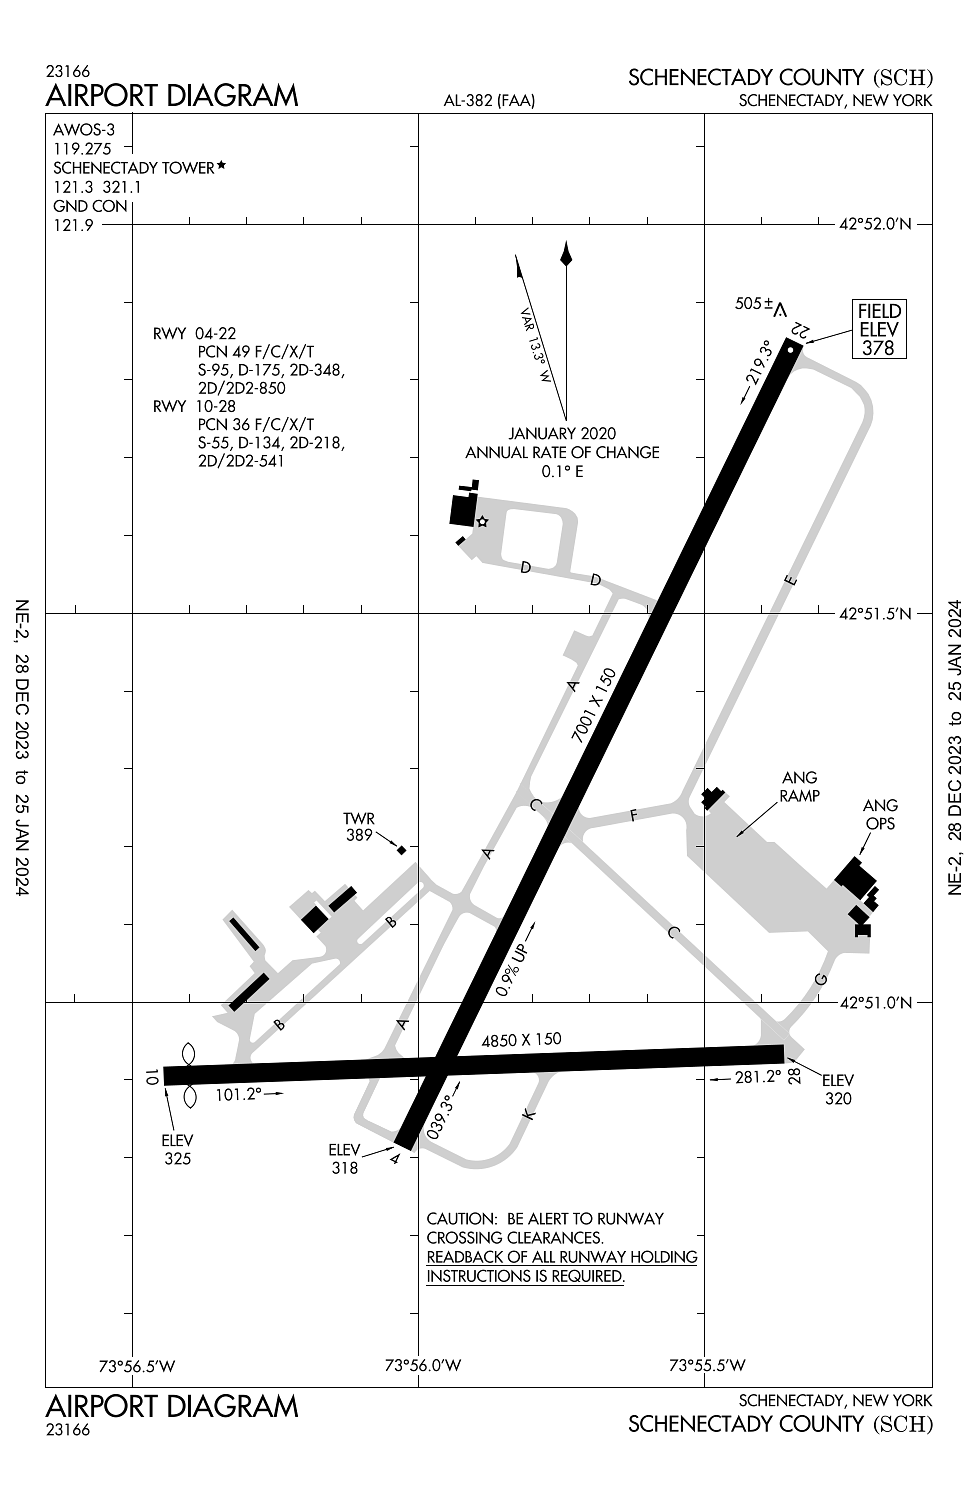 23166
AIRPORT DIAGRAM
AL-382 (FAA)
SCHENECTADY COUNTY (SCH)
SCHENECTADY, NEW YORK
AWOS-3
119.275
SCHENECTADY TOWER★
121.3 321.1
GND CON
121.9
42°52.0'N
VAR 13.3° W
JANUARY 2020
ANNUAL RATE OF CHANGE
0.1° E
505±
22
FIELD
ELEV
378
219.3°
RWY 04-22
PCN 49 F/C/X/T
S-95, D-175, 2D-348,
2D/2D2-850
RWY 10-28
PCN 36 F/C/X/T
S-55, D-134, 2D-218,
2D/2D2-541
D
D
E
42°51.5'N
NE-2, 28 DEC 2023 to 25 JAN 2024
NE-2, 28 DEC 2023 to 25 JAN 2024
A
7001 X 150
ANG
RAMP
ANG
OPS
C
F
TWR
389
A
B
C
0.9% UP
G
42°51.0'N
B
A
4850 X 150
10
101.2°
281.2°
28
ELEV
320
039.3°
K
ELEV
325
ELEV
318
4
CAUTION: BE ALERT TO RUNWAY
CROSSING CLEARANCES.
READBACK OF ALL RUNWAY HOLDING
INSTRUCTIONS IS REQUIRED.
73°56.5'W
73°56.0'W
73°55.5'W
AIRPORT DIAGRAM
23166
SCHENECTADY, NEW YORK
SCHENECTADY COUNTY (SCH)